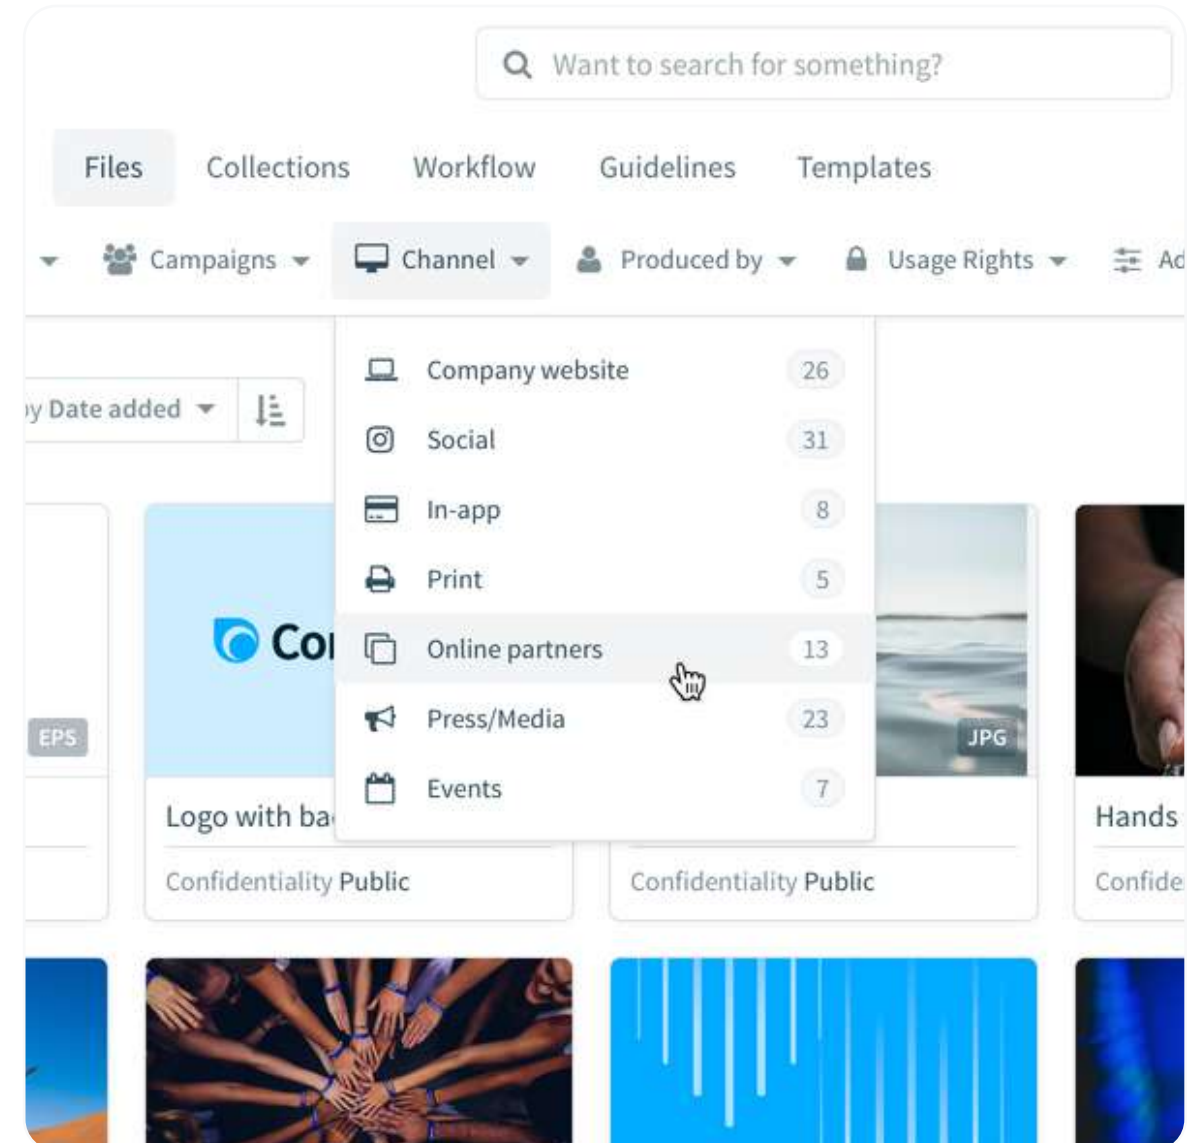 Want to search for something?
Files Collections Workflow Guidelines Templates
Campaigns Channel Produced by Usage Rights
Company website 26
by Date added
Social 31
In-app 8
Print 5
Online partners 13
Press/Media 23
EPS
JPG
Events 7
Logo with
Hands
Confidentiality Public Confidentiality Public